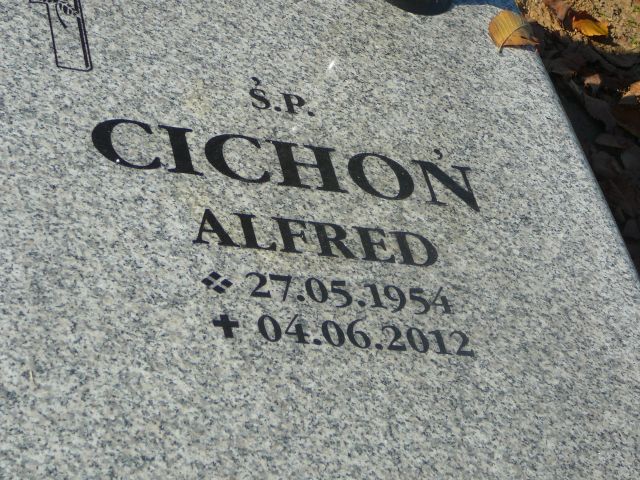 Ś.P.
CICHOŃ
ALFRED
❖ 27.05.1954
✝ 04.06.2012